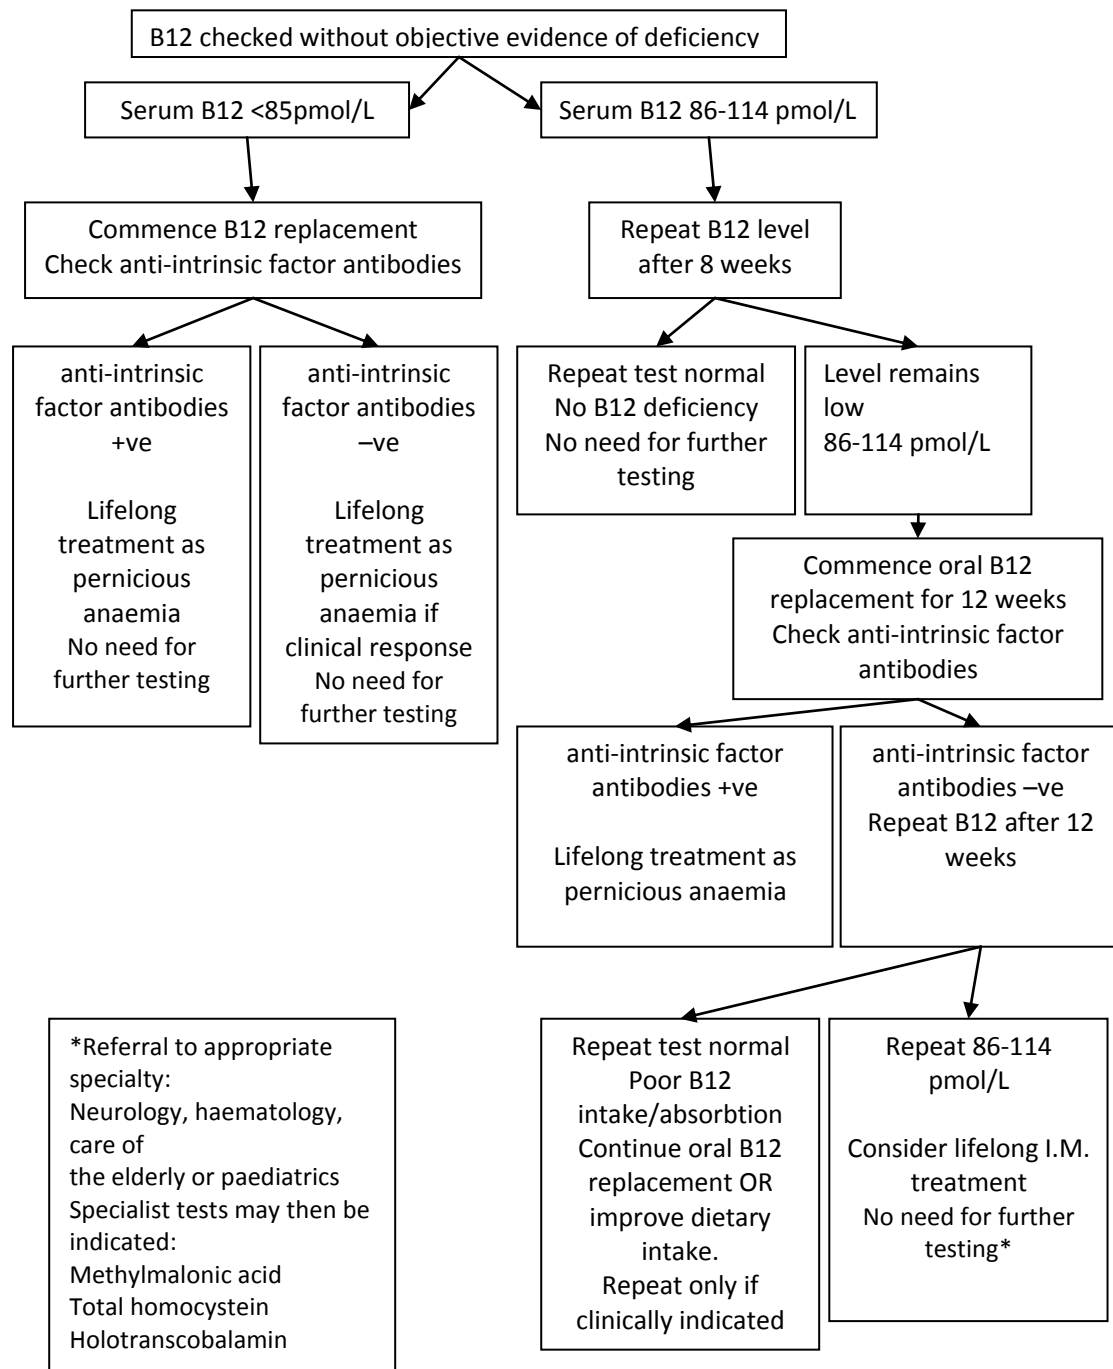 B12 checked without objective evidence of deficiency
Serum B12 <85pmol/L
Serum B12 86-114 pmol/L
Commence B12 replacement
Check anti-intrinsic factor antibodies
Repeat B12 level
after 8 weeks
anti-intrinsic
factor antibodies
+ve
Lifelong
treatment as
pernicious
anaemia
No need for
further testing
anti-intrinsic
factor antibodies
–ve
Lifelong
treatment as
pernicious
anaemia if
clinical response
No need for
further testing
Repeat test normal
No B12 deficiency
No need for further
testing
Level remains
low
86-114 pmol/L
Commence oral B12
replacement for 12 weeks
Check anti-intrinsic factor
antibodies
anti-intrinsic factor
antibodies +ve
Lifelong treatment as
pernicious anaemia
anti-intrinsic factor
antibodies –ve
Repeat B12 after 12
weeks
*Referral to appropriate
specialty:
Neurology, haematology,
care of
the elderly or paediatrics
Specialist tests may then be
indicated:
Methylmalonic acid
Total homocystein
Holotranscobalamin
Repeat test normal
Poor B12
intake/absorbtion
Continue oral B12
replacement OR
improve dietary
intake.
Repeat only if
clinically indicated
Repeat 86-114
pmol/L
Consider lifelong I.M.
treatment
No need for further
testing*